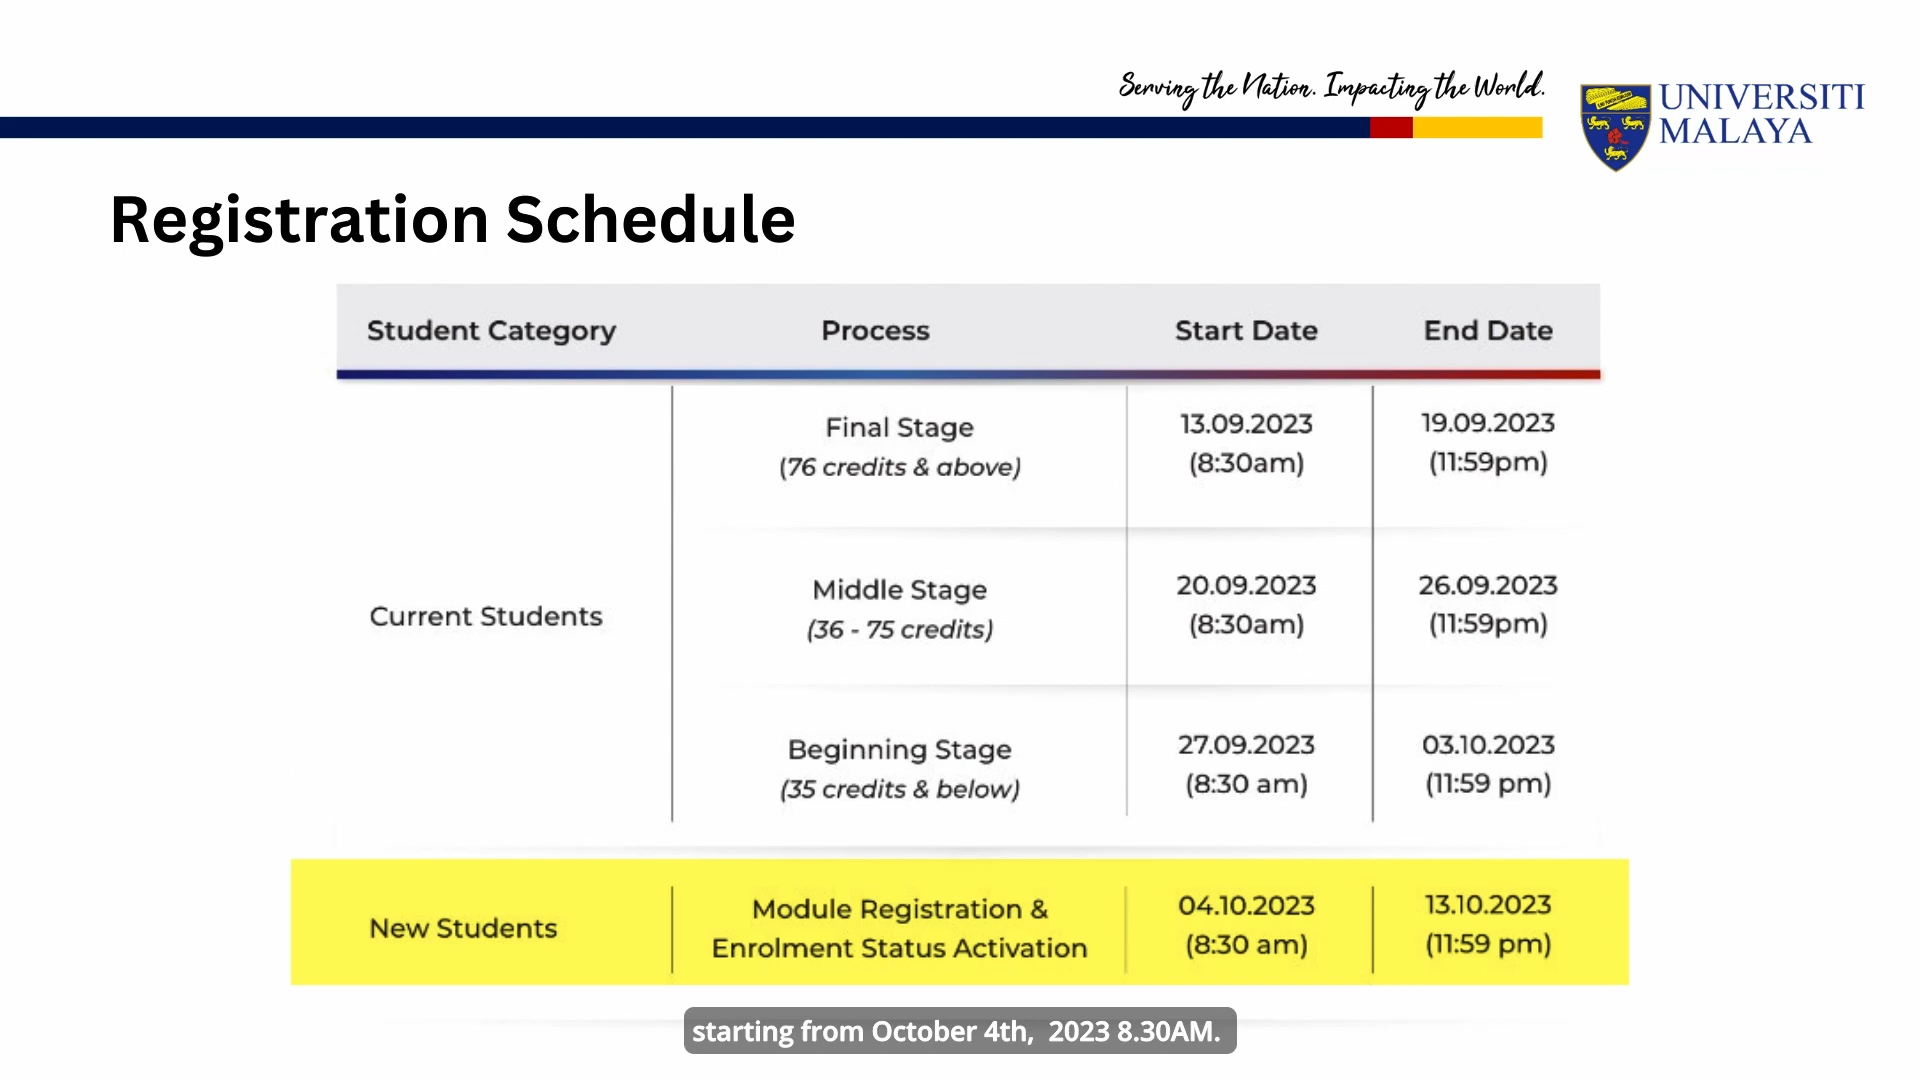 Serving the Nation. Impacting the World.
UNIVERSITI
MALAYA
Registration Schedule
Student Category Process Start Date End Date
Final Stage 13.09.2023 19.09.2023
(76 credits & above) (8:30am) (11:59pm)
Middle Stage 20.09.2023 26.09.2023
Current Students (36 - 75 credits) (8:30am) (11:59pm)
Beginning Stage 27.09.2023 03.10.2023
(35 credits & below) (8:30 am) (11:59 pm)
New Students Module Registration & 04.10.2023 13.10.2023
Enrolment Status Activation (8:30 am) (11:59 pm)
starting from October 4th,  2023 8.30AM.